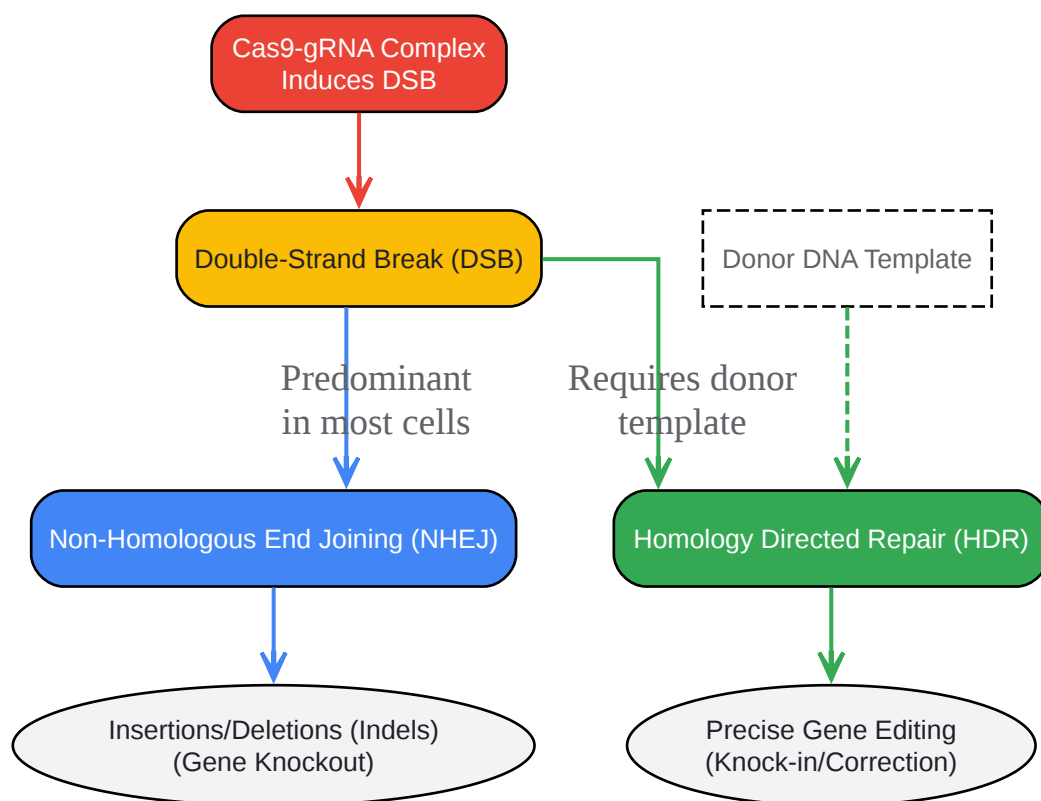 Cas9-gRNA Complex
Induces DSB
Double-Strand Break (DSB)
Donor DNA Template
Predominant
in most cells
Requires donor
template
Non-Homologous End Joining (NHEJ)
Homology Directed Repair (HDR)
Insertions/Deletions (Indels)
(Gene Knockout)
Precise Gene Editing
(Knock-in/Correction)